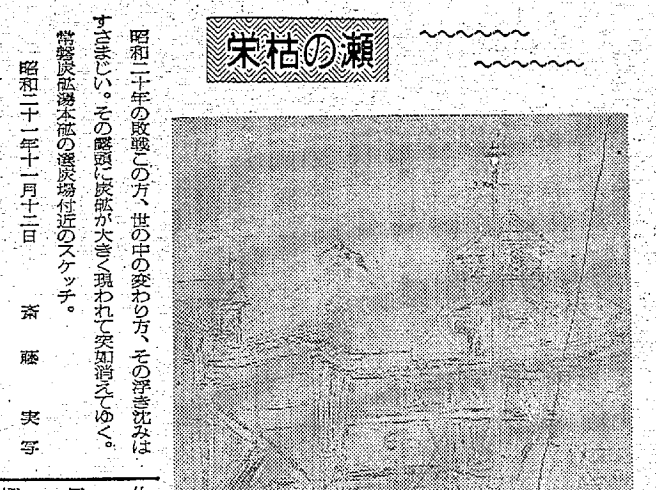 栄枯の瀬
昭和二十年の敗戦この方、世の中の変わり方、その浮き沈みは
すさまじい。その露頭に炭砿が大きく現われて突如消えてゆく。
常磐炭砿湯本砿の選炭場付近のスケッチ。
昭和二十一年十一月十二日　斎藤実写